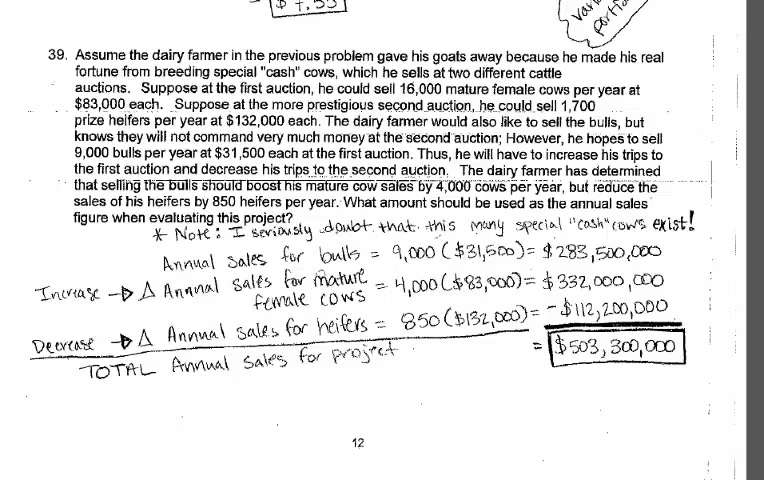 $ 7.55
39. Assume the dairy farmer in the previous problem gave his goats away because he made his real
fortune from breeding special "cash" cows, which he sells at two different cattle
auctions. Suppose at the first auction, he could sell 16,000 mature female cows per year at
$83,000 each. Suppose at the more prestigious second auction, he could sell 1,700
prize heifers per year at $132,000 each. The dairy farmer would also like to sell the bulls, but
knows they will not command very much money at the second auction; However, he hopes to sell
9,000 bulls per year at $31,500 each at the first auction. Thus, he will have to increase his trips to
the first auction and decrease his trips to the second auction. The dairy farmer has determined
that selling the bulls should boost his mature cow sales by 4,000 cows per year, but reduce the
sales of his heifers by 850 heifers per year. What amount should be used as the annual sales
figure when evaluating this project?
* Note: I seriously doubt that this many special "cash" cows exist!
Annual Sales for bulls = 9,000 ($31,500) = $283,500,000
Increase → Δ Annual Sales for mature female cows = 4,000 ($83,000) = $332,000,000
Decrease → Δ Annual Sales for heifers = 850 ($132,000) = -$112,200,000
TOTAL Annual Sales for project = $503,300,000
12